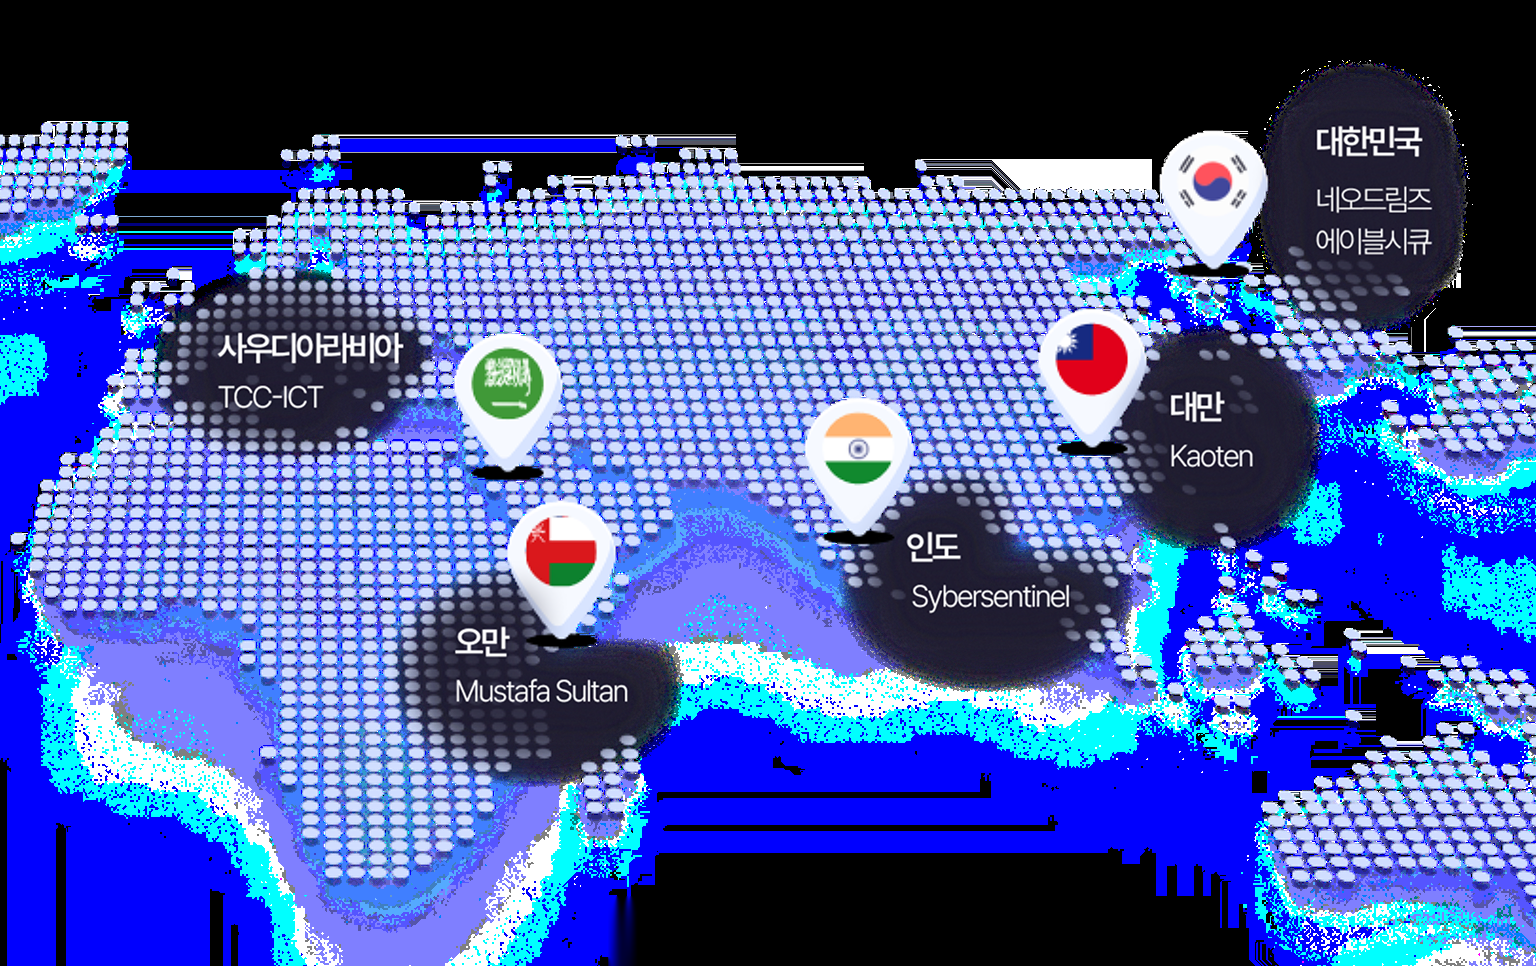 대한민국
네오드림즈
에이블시큐
사우디아라비아
TCC-ICT
대만
Kaoten
인도
Sybersentinel
오만
Mustafa Sultan